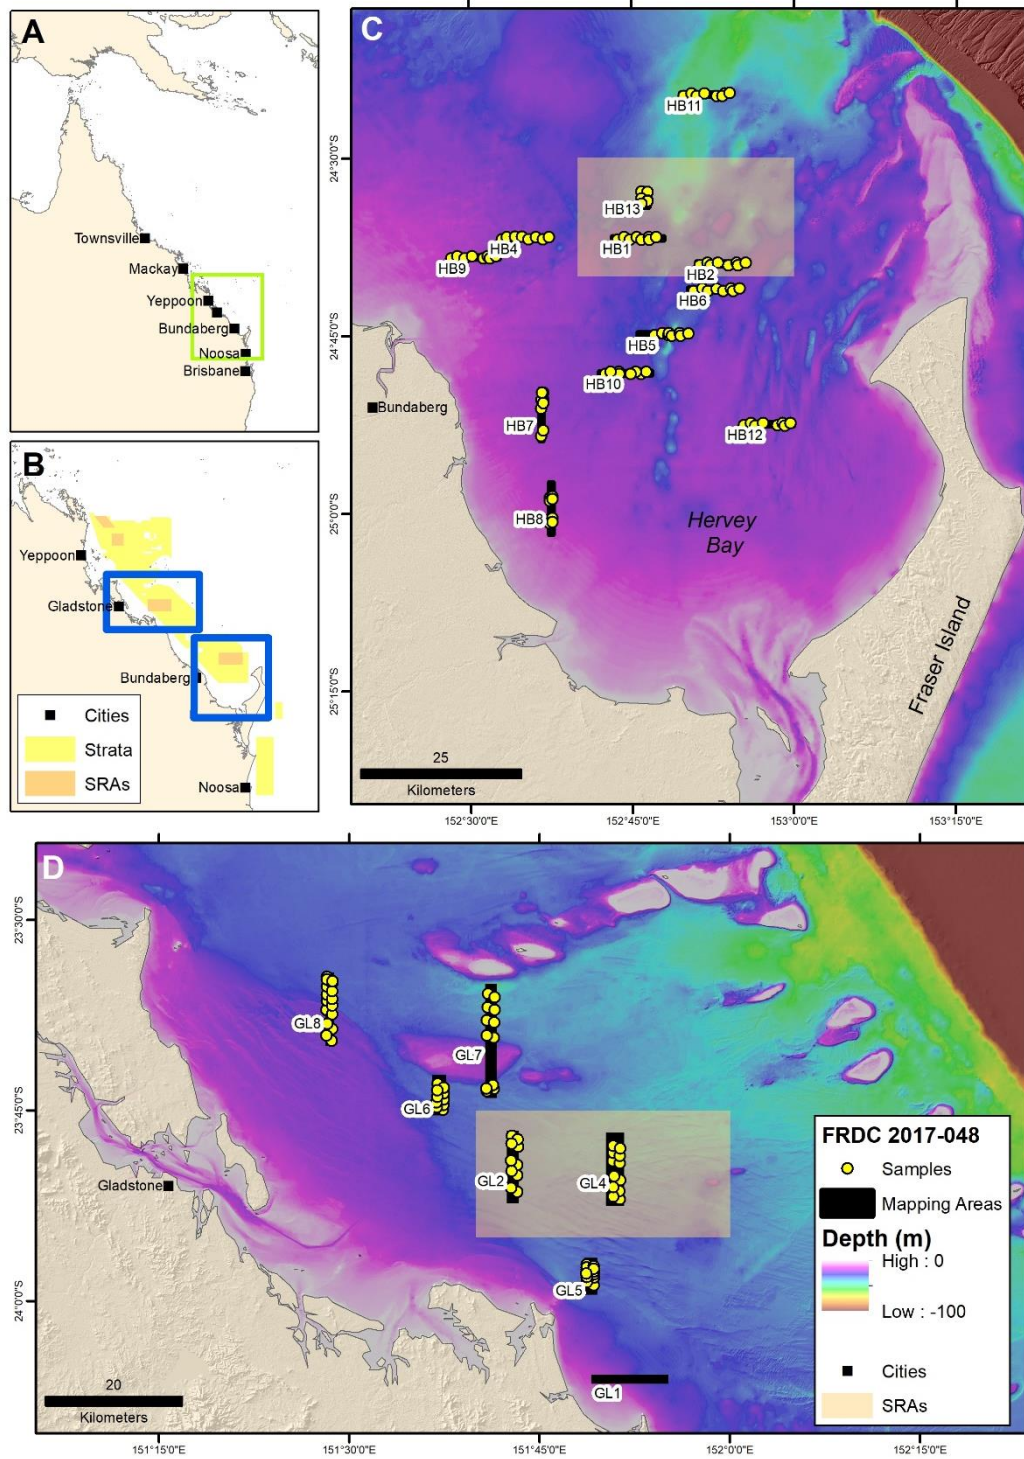 A
Townsville
Mackay
Yeppoon
Bundaberg
Noosa
Brisbane
B
Yeppoon
Gladstone
Bundaberg
Cities
Strata
SRAs
Noosa
C
HB11
HB13
HB1
HB4
HB9
HB2
HB6
HB5
HB10
Bundaberg
HB7
HB12
HB8
Hervey
Bay
Fraser Island
25
Kilometers
24°30'0"S
24°45'0"S
25°0'0"S
25°15'0"S
152°30'0"E
152°45'0"E
153°0'0"E
153°15'0"E
D
GL8
GL7
GL6
GL2
GL4
Gladstone
GL5
GL1
20
Kilometers
23°30'0"S
23°45'0"S
24°0'0"S
151°15'0"E
151°30'0"E
151°45'0"E
152°0'0"E
152°15'0"E
FRDC 2017-048
Samples
Mapping Areas
Depth (m)
High : 0
Low : -100
Cities
SRAs